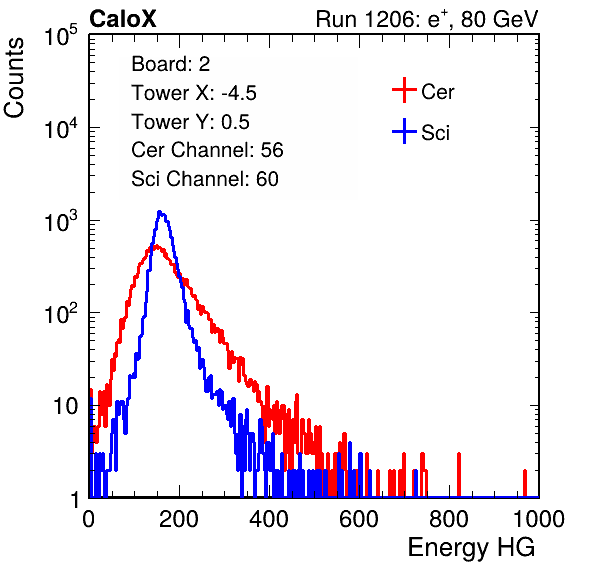 CaloX Run 1206: e⁺, 80 GeV
Counts
10⁵
10⁴
10³
10²
10
1
Board: 2
Tower X: -4.5
Tower Y: 0.5
Cer Channel: 56
Sci Channel: 60
Cer
Sci
0 200 400 600 800 1000
Energy HG